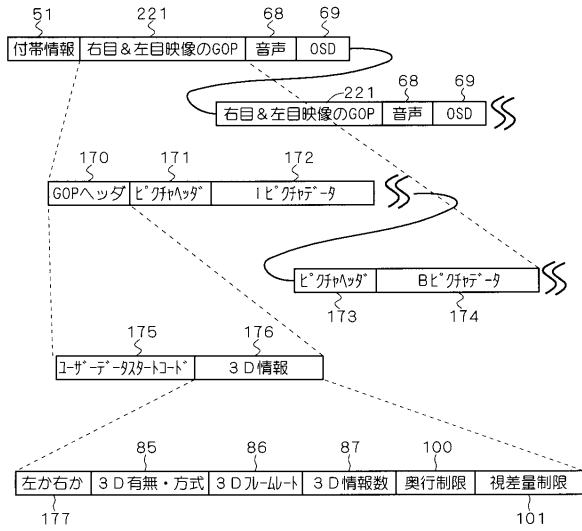 51 221 68 69
付帯情報 右目&左目映像のGOP 音声 OSD
221 68 69
右目&左目映像のGOP 音声 OSD
170 171 172
GOPヘッダ ﾋﾟｸﾁｬﾍｯﾀﾞ Iﾋﾟｸﾁｬﾃﾞｰﾀ
ﾋﾟｸﾁｬﾍｯﾀﾞ Bﾋﾟｸﾁｬﾃﾞｰﾀ
173 174
175 176
ﾕｰｻﾞｰﾃﾞｰﾀｽﾀｰﾄｺｰﾄﾞ 3D情報
85 86 87 100
左か右か 3D有無・方式 3Dﾌﾚｰﾑﾚｰﾄ 3D情報数 奥行制限 視差量制限
177 101